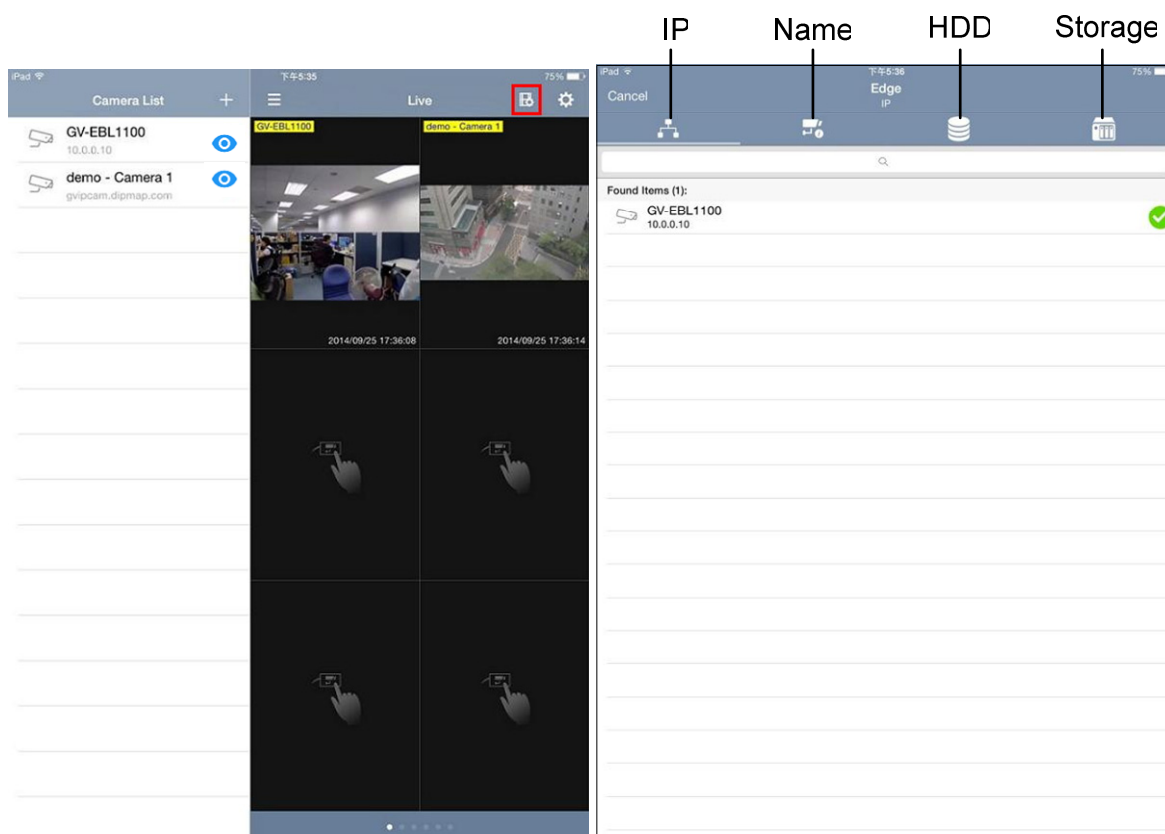 IP Name HDD Storage
iPad 下午5:35 75%
Camera List + Live
GV-EBL1100
10.0.0.10
demo - Camera 1
gvipcam.dipmap.com
GV-EBL1100 demo - Camera 1
2014/09/25 17:36:08 2014/09/25 17:36:14
iPad 下午5:36 75%
Cancel Edge
IP
Found Items (1):
GV-EBL1100
10.0.0.10